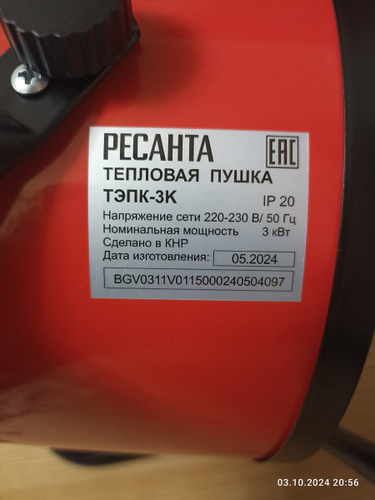 РЕСАНТА EAC
ТЕПЛОВАЯ ПУШКА
ТЭПК-3К IP 20
Напряжение сети 220-230 В/ 50 Гц
Номинальная мощность 3 кВт
Сделано в КНР
Дата изготовления: 05.2024
BGV0311V0115000240504097
03.10.2024 20:56